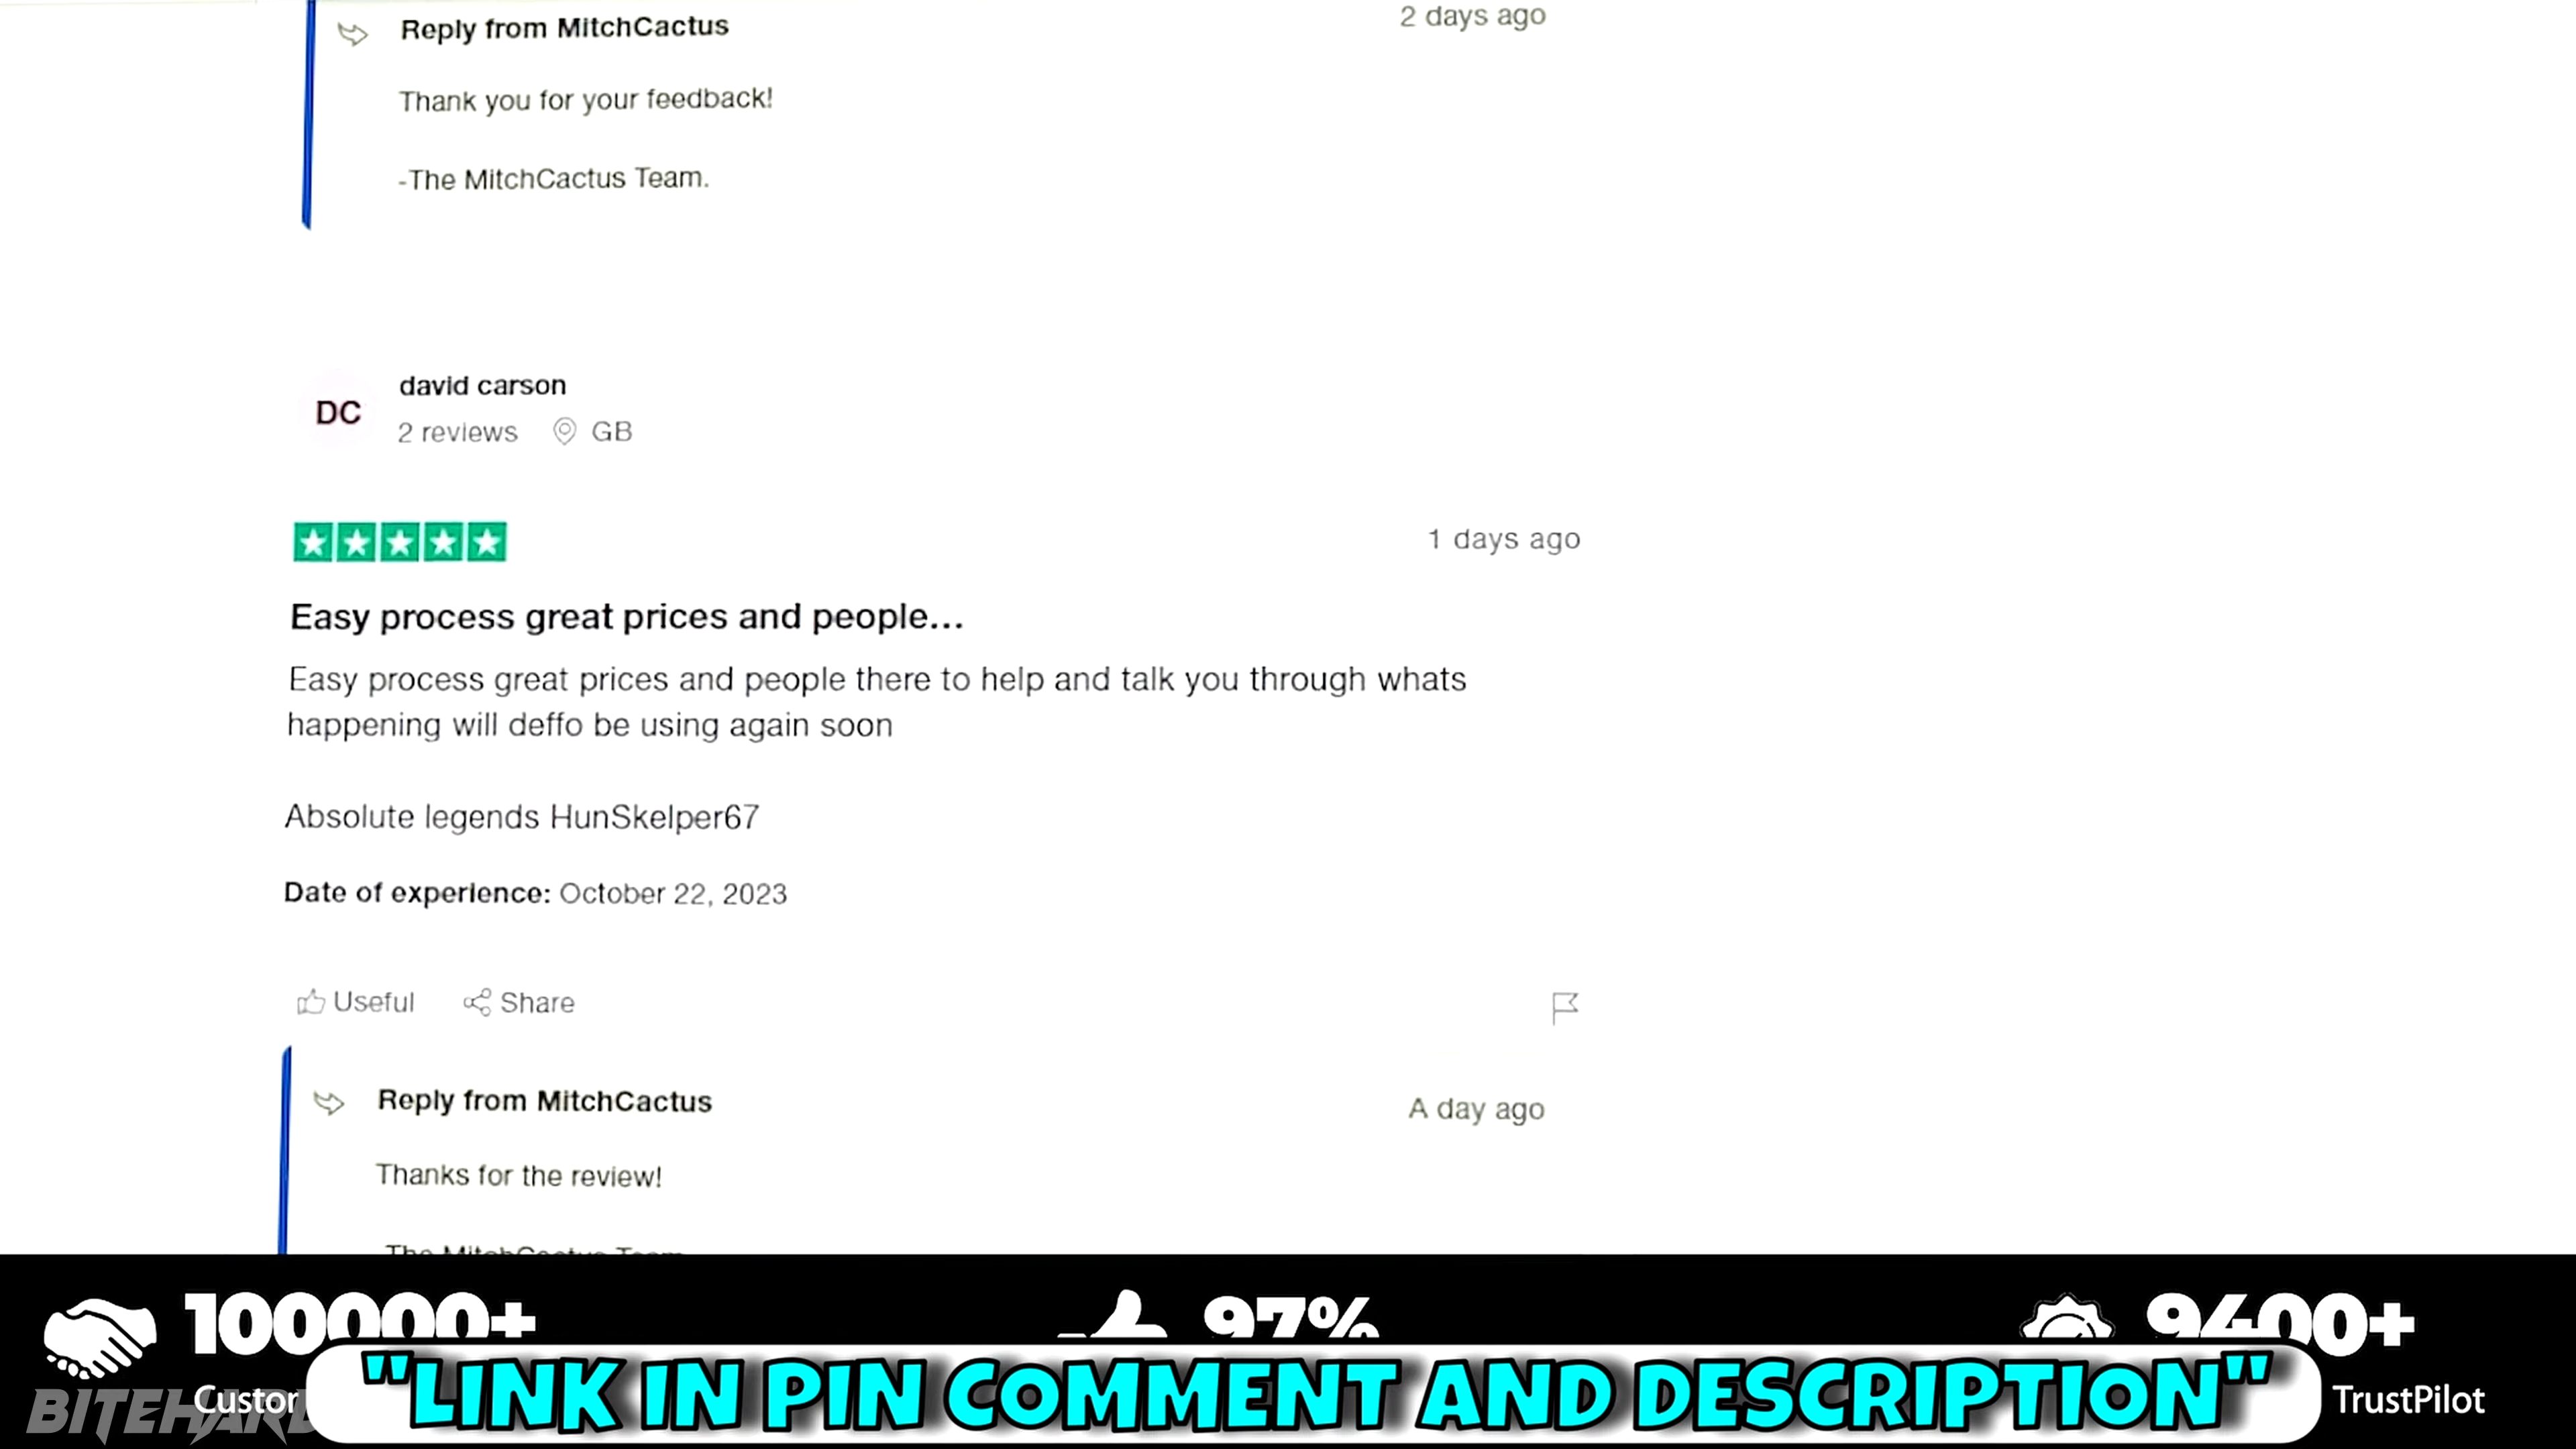 Reply from MitchCactus
2 days ago
Thank you for your feedback!
-The MitchCactus Team.
DC
david carson
2 reviews GB
1 days ago
Easy process great prices and people...
Easy process great prices and people there to help and talk you through whats
happening will deffo be using again soon
Absolute legends HunSkelper67
Date of experience: October 22, 2023
Useful Share
Reply from MitchCactus
A day ago
Thanks for the review!
The MitchCactus Team
100000+
97%
9400+
"LINK IN PIN COMMENT AND DESCRIPTION"
TrustPilot